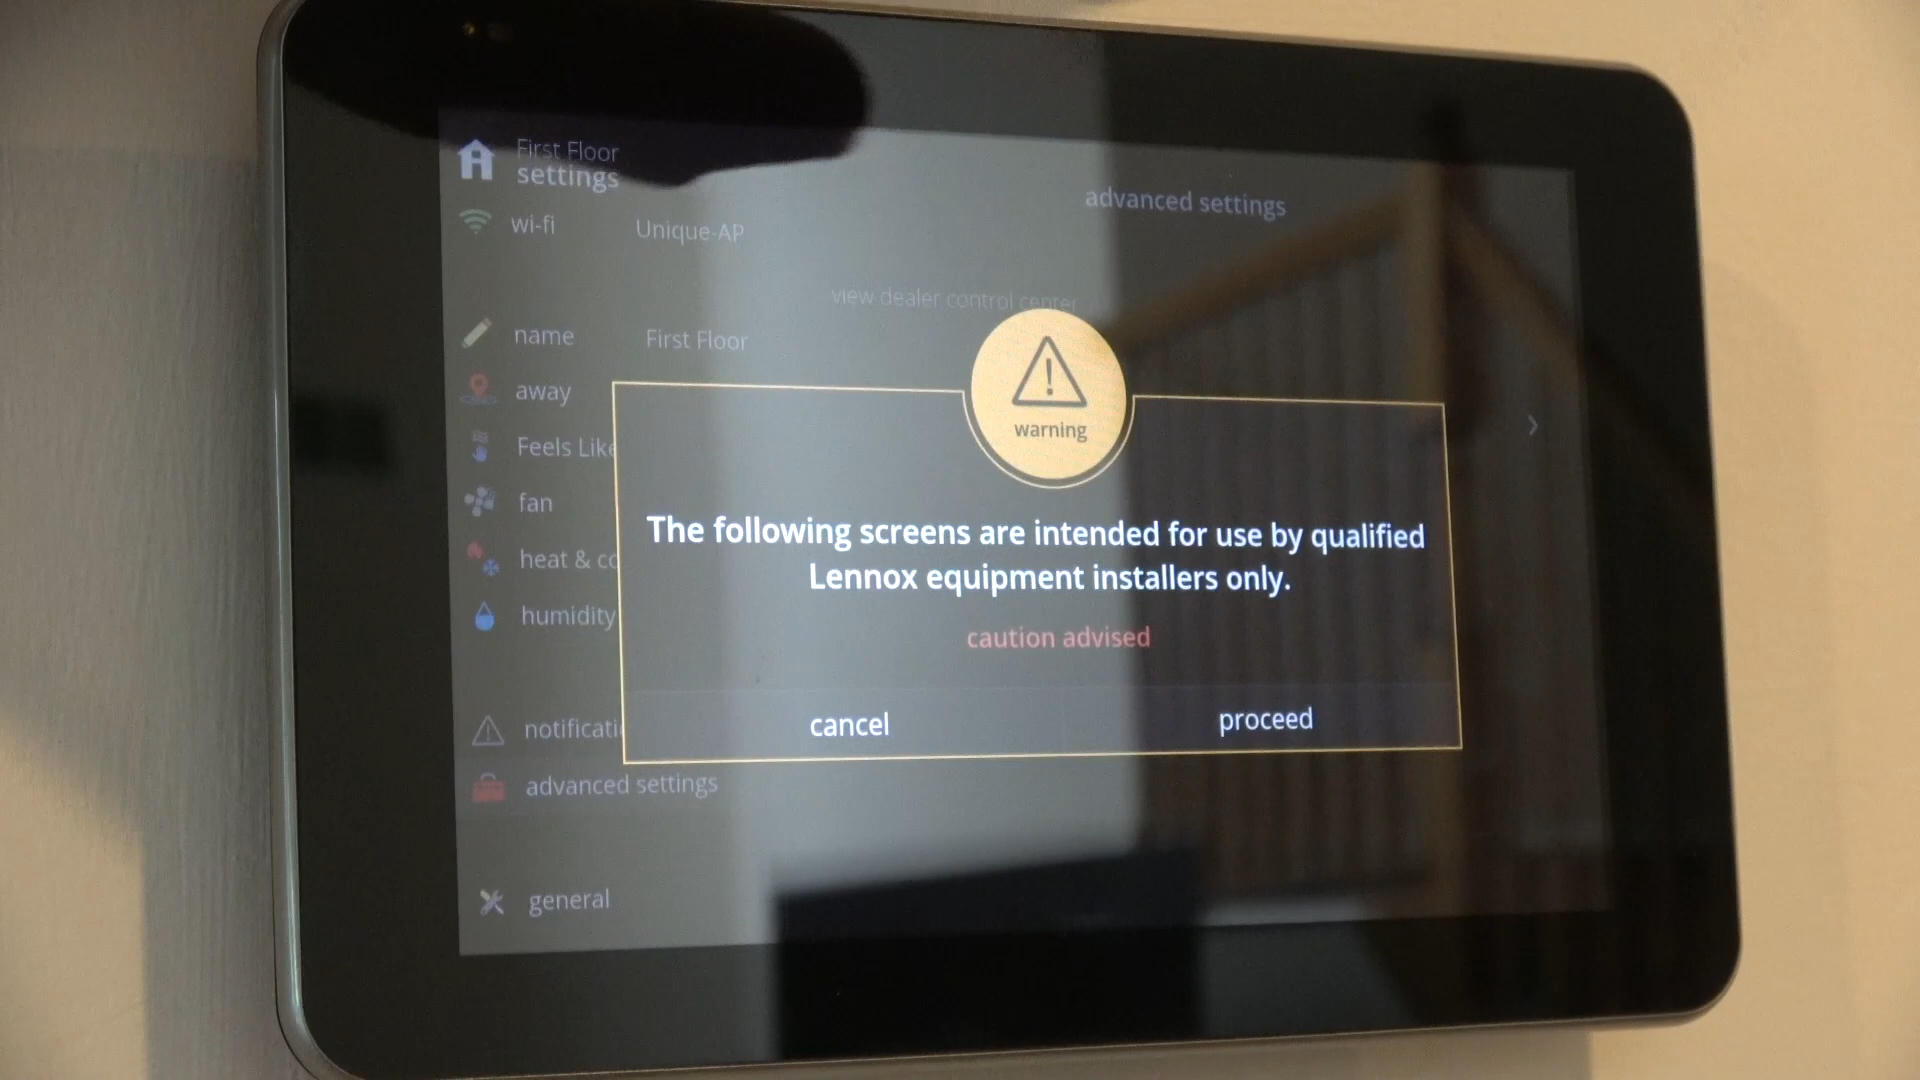 First Floor
settings
advanced settings
wi-fi
Unique-AP
view dealer control center
name
First Floor
away
warning
Feels Like
fan
The following screens are intended for use by qualified
Lennox equipment installers only.
heat & co
humidity
caution advised
notificati
cancel
proceed
advanced settings
general